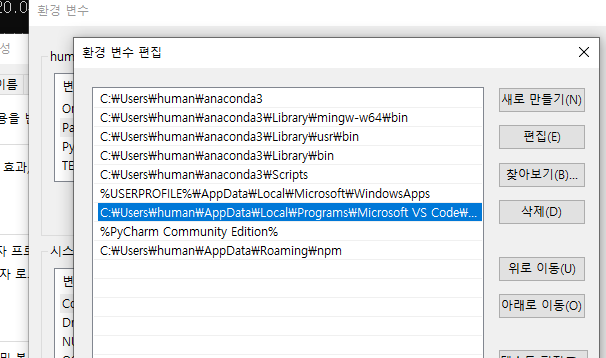 20.0
환경 변수
성
hum
환경 변수 편집
이름
변
C:₩Users₩human₩anaconda3
새로 만들기(N)
On
C:₩Users₩human₩anaconda3₩Library₩mingw-w64₩bin
용을 변
Pa
C:₩Users₩human₩anaconda3₩Library₩usr₩bin
편집(E)
Py
C:₩Users₩human₩anaconda3₩Library₩bin
효과,
TE
C:₩Users₩human₩anaconda3₩Scripts
찾아보기(B)...
%USERPROFILE%₩AppData₩Local₩Microsoft₩WindowsApps
C:₩Users₩human₩AppData₩Local₩Programs₩Microsoft VS Code₩...
삭제(D)
%PyCharm Community Edition%
자 프로
시스
C:₩Users₩human₩AppData₩Roaming₩npm
자 로
변
위로 이동(U)
Co
Dr
아래로 이동(O)
NU